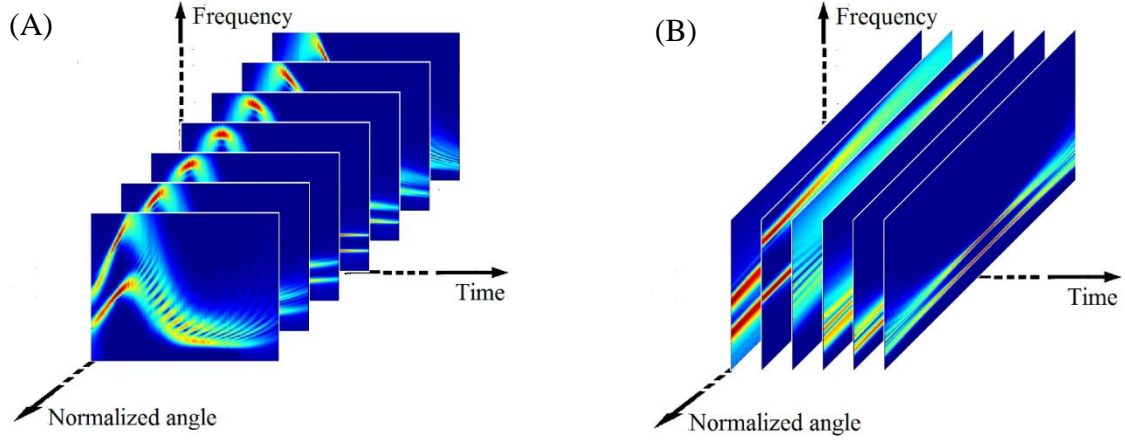 (A)
Frequency
Time
Normalized angle
(B)
Frequency
Time
Normalized angle